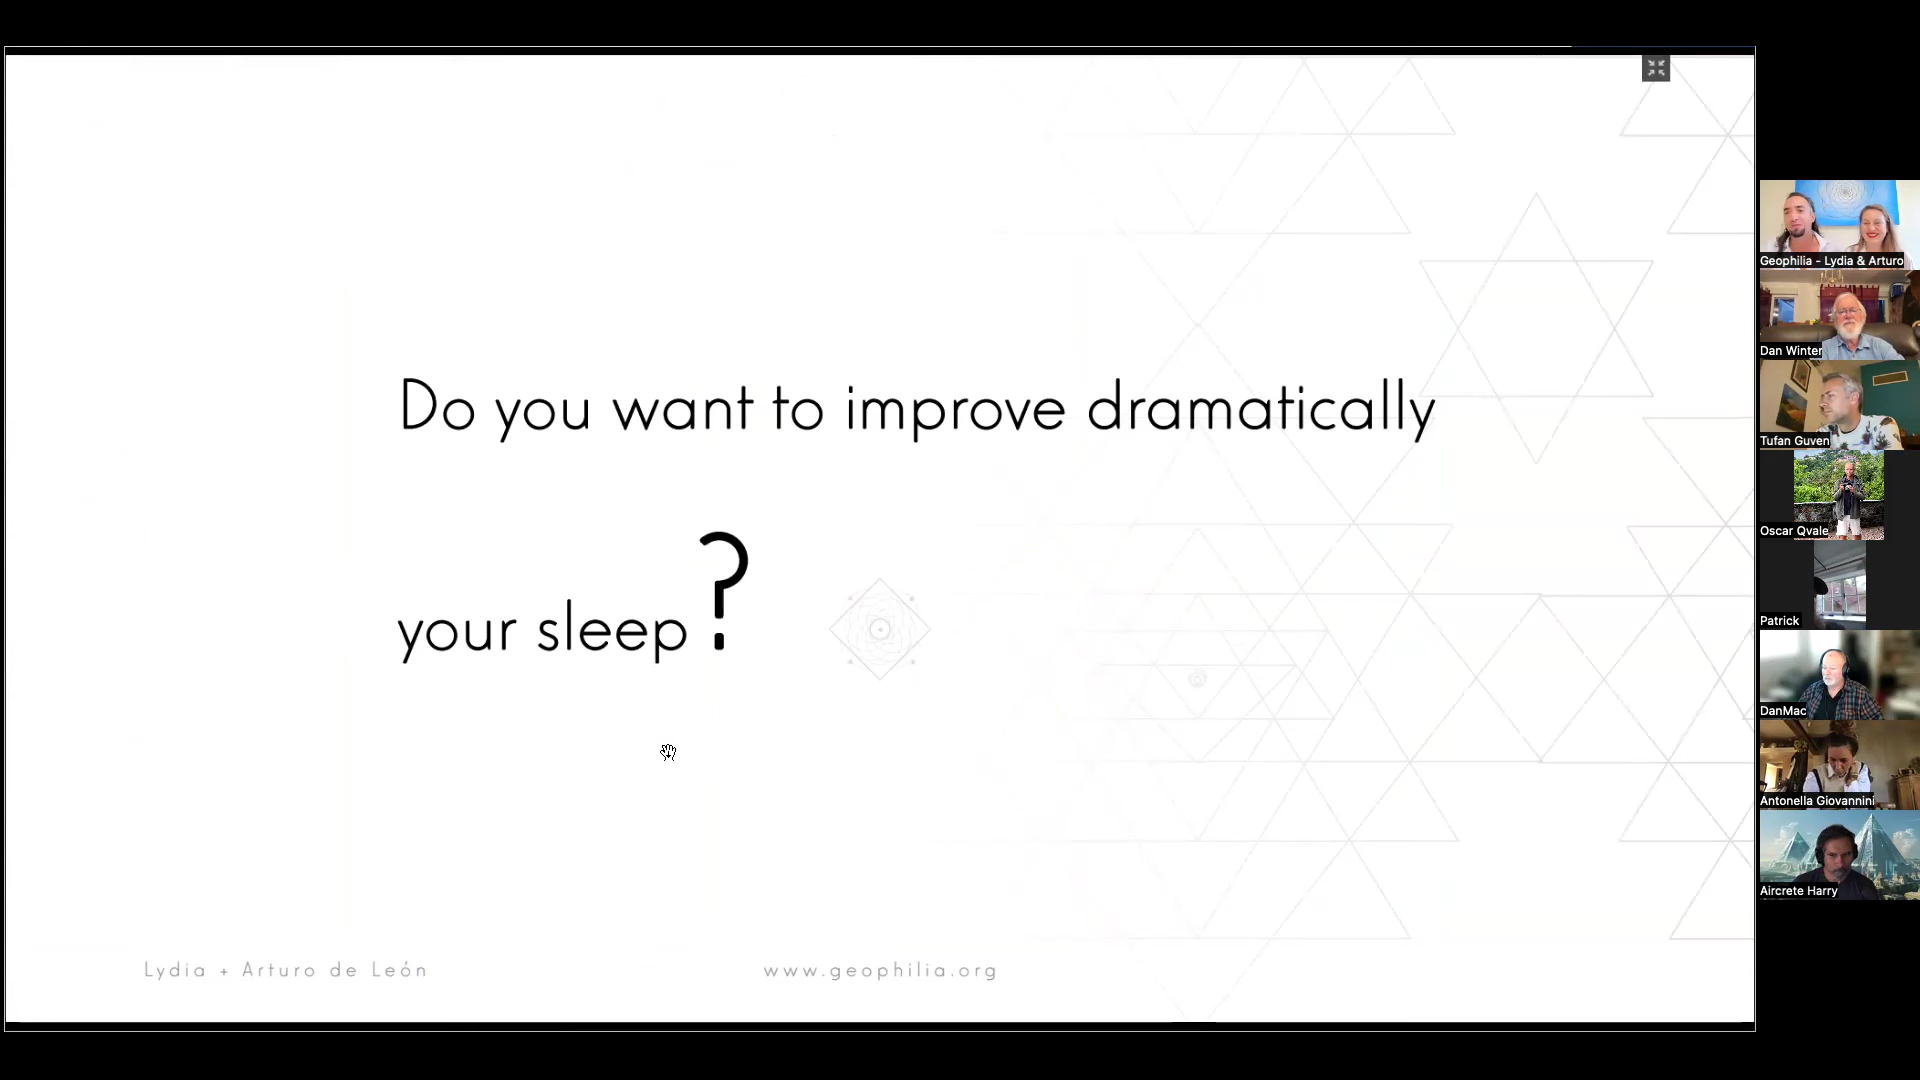 Do you want to improve dramatically
your sleep?
Lydia + Arturo de León
www.geophilia.org
Geophilia - Lydia & Arturo
Dan Winter
Tufan Guven
Oscar Qvale
Patrick
DanMac
Antonella Giovannini
Aircrete Harry